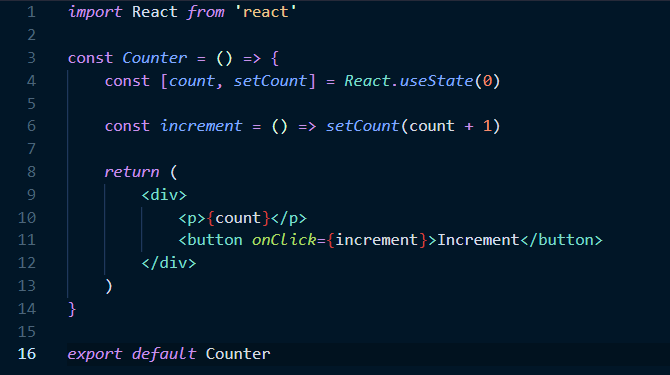 1 import React from 'react'
2
3 const Counter = () => {
4 const [count, setCount] = React.useState(0)
5
6 const increment = () => setCount(count + 1)
7
8 return (
9 <div>
10 <p>{count}</p>
11 <button onClick={increment}>Increment</button>
12 </div>
13 )
14 }
15
16 export default Counter